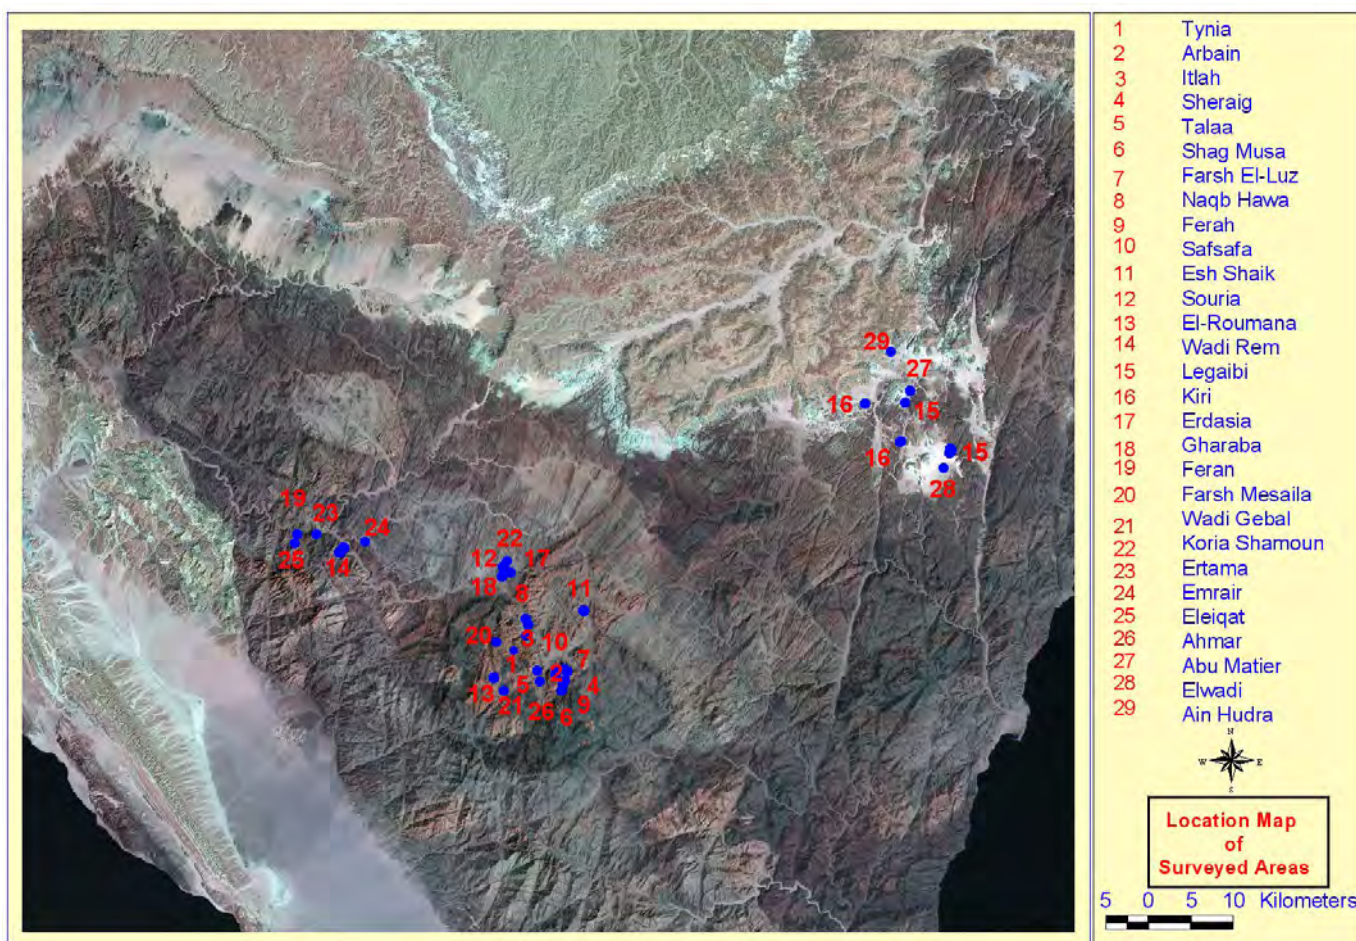 29
27
16
15
16
15
28
19
23
24
25
14
22
12
17
18
8
11
20
3
10
1
7
5
2
4
13
21
26
9
6
1 Tynia
2 Arbain
3 Itlah
4 Sheraig
5 Talaa
6 Shag Musa
7 Farsh El-Luz
8 Naqb Hawa
9 Ferah
10 Safsafa
11 Esh Shaik
12 Souria
13 El-Roumana
14 Wadi Rem
15 Legaibi
16 Kiri
17 Erdasia
18 Gharaba
19 Feran
20 Farsh Mesaila
21 Wadi Gebal
22 Koria Shamoun
23 Ertama
24 Emrair
25 Eleiqat
26 Ahmar
27 Abu Matier
28 Elwadi
29 Ain Hudra
N
W E
S
Location Map
of
Surveyed Areas
5 0 5 10 Kilometers